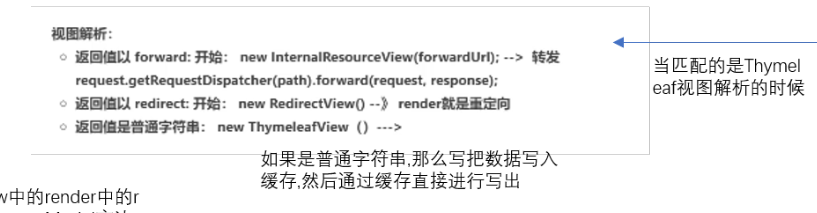 视图解析：
返回值以 forward: 开始： new InternalResourceView(forwardUrl); --> 转发
request.getRequestDispatcher(path).forward(request, response);
返回值以 redirect: 开始： new RedirectView() --》 render就是重定向
返回值是普通字符串： new ThymeleafView（）--->
当匹配的是Thymel
eaf视图解析的时候
如果是普通字符串,那么写把数据写入
缓存,然后通过缓存直接进行写出
w中的render中的r